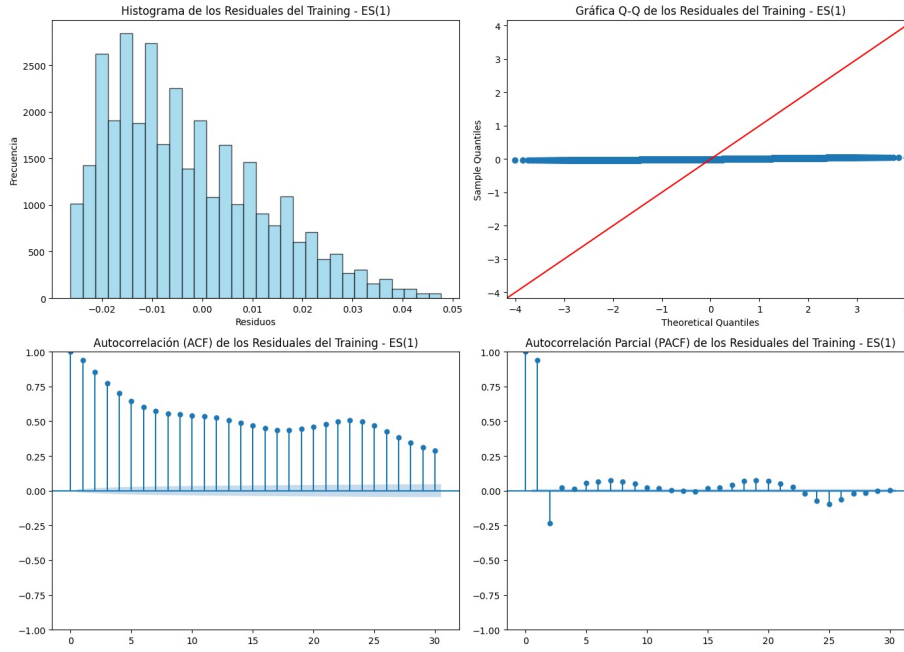 Histograma de los Residuales del Training - ES(1)
2500
2000
1500
1000
500
0
Frecuencia
−0.02 −0.01 0.00 0.01 0.02 0.03 0.04 0.05
Residuos
Gráfica Q-Q de los Residuales del Training - ES(1)
4
3
2
1
0
−1
−2
−3
−4
Sample Quantiles
−4 −3 −2 −1 0 1 2 3 4
Theoretical Quantiles
Autocorrelación (ACF) de los Residuales del Training - ES(1)
1.00
0.75
0.50
0.25
0.00
−0.25
−0.50
−0.75
−1.00
0 5 10 15 20 25 30
Autocorrelación Parcial (PACF) de los Residuales del Training - ES(1)
1.00
0.75
0.50
0.25
0.00
−0.25
−0.50
−0.75
−1.00
0 5 10 15 20 25 30